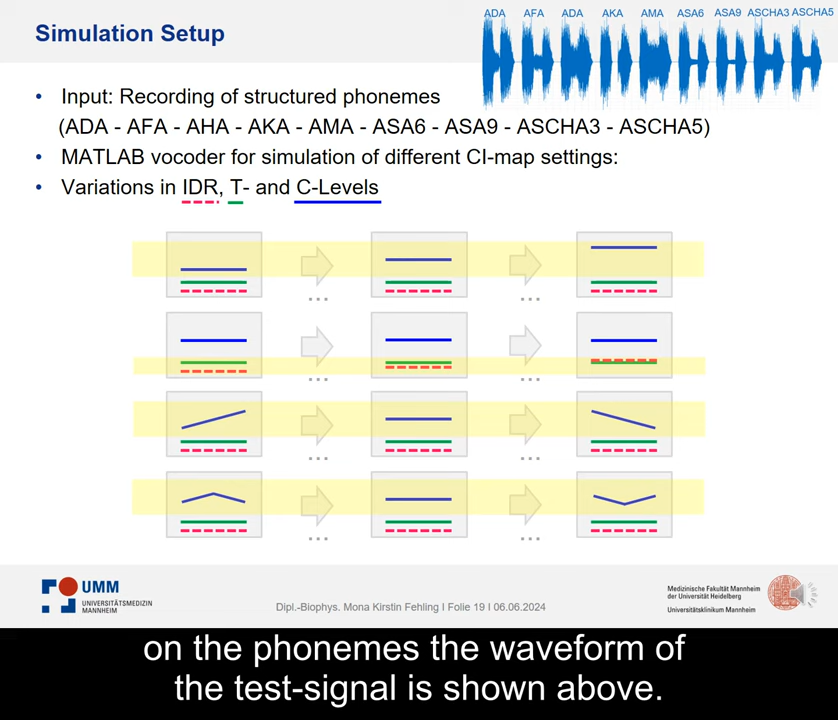 ADA AFA ADA AKA AMA ASA6 ASA9 ASCHA3 ASCHA5
Simulation Setup
• Input: Recording of structured phonemes
(ADA - AFA - AHA - AKA - AMA - ASA6 - ASA9 - ASCHA3 - ASCHA5)
• MATLAB vocoder for simulation of different CI-map settings:
• Variations in IDR, T- and C-Levels
... ...
... ...
... ...
... ...
UMM
UNIVERSITÄTSMEDIZIN
MANNHEIM
Dipl.-Biophys. Mona Kirstin Fehling I Folie 19 I 06.06.2024
Medizinische Fakultät Mannheim
der Universität Heidelberg
Universitätsklinikum Mannheim
on the phonemes the waveform of
the test-signal is shown above.